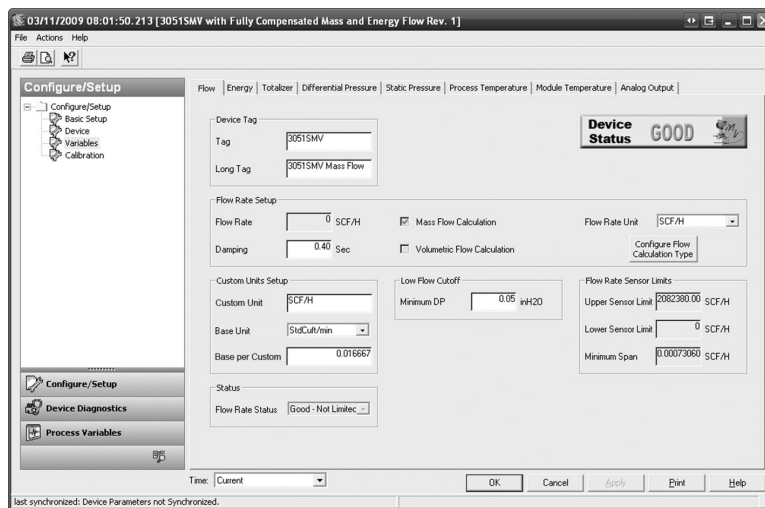 03/11/2009 08:01:50.213 [3051SMV with Fully Compensated Mass and Energy Flow Rev. 1]
File Actions Help
Configure/Setup
Configure/Setup
Basic Setup
Device
Variables
Calibration
Configure/Setup
Device Diagnostics
Process Variables
Flow Energy Totalizer Differential Pressure Static Pressure Process Temperature Module Temperature Analog Output
Device Tag
Tag 3051SMV
Long Tag 3051SMV Mass Flow
Device Status GOOD
Flow Rate Setup
Flow Rate 0 SCF/H Mass Flow Calculation Flow Rate Unit SCF/H
Damping 0.40 Sec Volumetric Flow Calculation Configure Flow Calculation Type
Custom Units Setup
Custom Unit SCF/H
Base Unit StdCuft/min
Base per Custom 0.016667
Low Flow Cutoff
Minimum DP 0.05 inH2O
Flow Rate Sensor Limits
Upper Sensor Limit 2082380.00 SCF/H
Lower Sensor Limit 0 SCF/H
Minimum Span 0.00073060 SCF/H
Status
Flow Rate Status Good - Not Limitec
Time: Current OK Cancel Apply Print Help
last synchronized: Device Parameters not Synchronized.